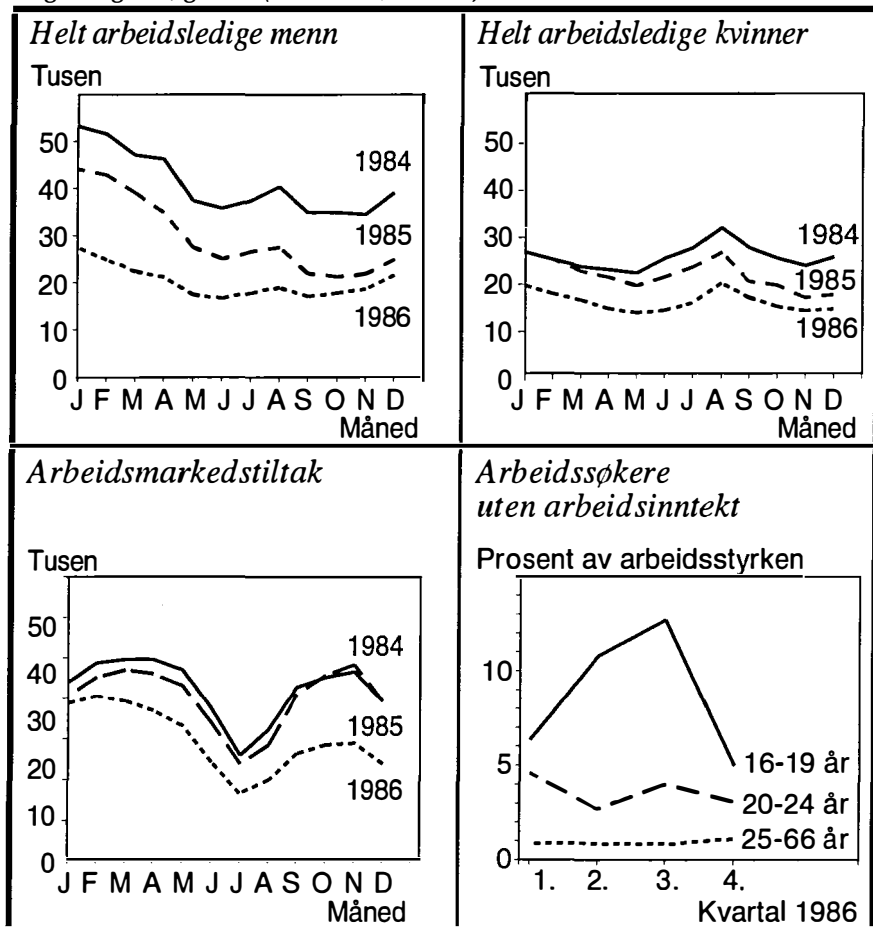 Helt arbeidsledige menn
Tusen
50
40
30
20
10
0
1984
1985
1986
J F M A M J J A S O N D
Måned
Helt arbeidsledige kvinner
Tusen
50
40
30
20
10
0
1984
1985
1986
J F M A M J J A S O N D
Måned
Arbeidsmarkedstiltak
Tusen
50
40
30
20
10
0
1984
1985
1986
J F M A M J J A S O N D
Måned
Arbeidssøkere
uten arbeidsinntekt
Prosent av arbeidsstyrken
10
5
0
16-19 år
20-24 år
25-66 år
1. 2. 3. 4.
Kvartal 1986